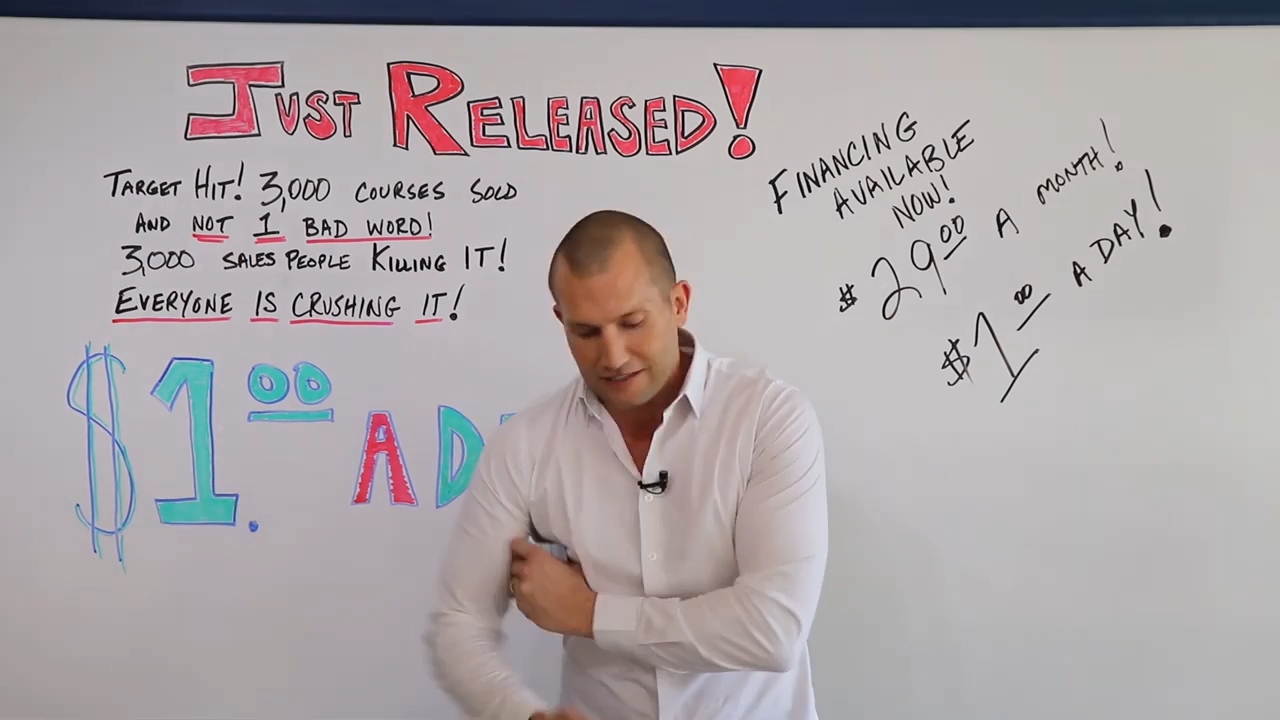 JUST RELEASED!
TARGET HIT! 3,000 COURSES SOLD
AND NOT 1 BAD WORD!
3,000 SALES PEOPLE KILLING IT!
EVERYONE IS CRUSHING IT!
$1.00 A
FINANCING
AVAILABLE
NOW!
$29.00 A MONTH!
$1.00 A DAY!